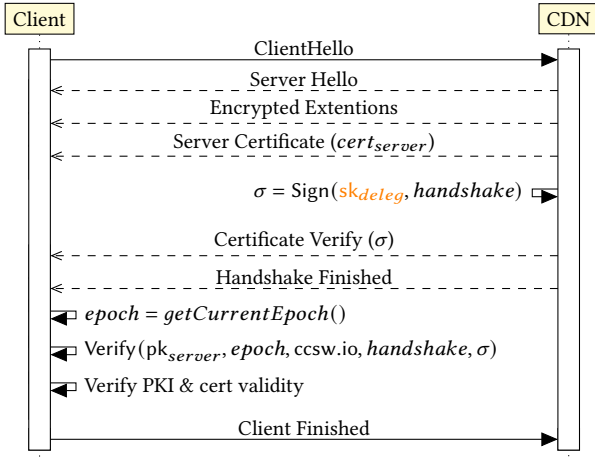 Client CDN
ClientHello
Server Hello
Encrypted Extentions
Server Certificate (cert_server)
σ = Sign(sk_deleg, handshake)
Certificate Verify (σ)
Handshake Finished
epoch = getCurrentEpoch()
Verify(pk_server, epoch, ccsw.io, handshake, σ)
Verify PKI & cert validity
Client Finished